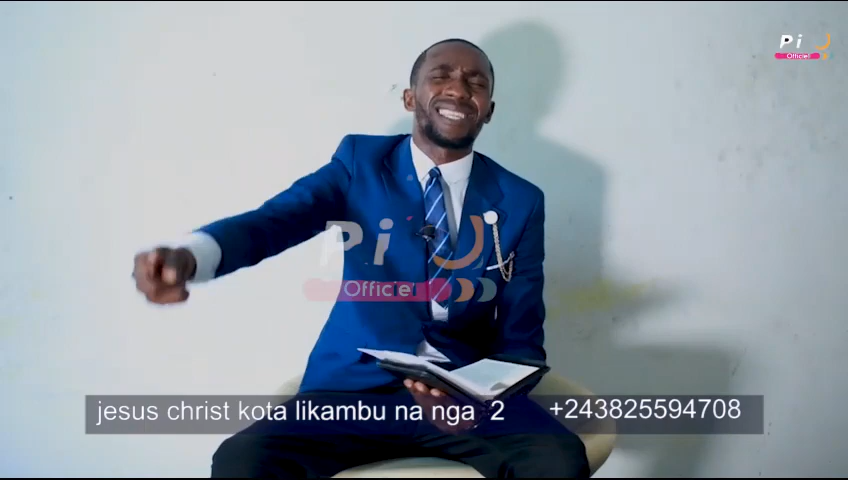 Pi
Officiel
Pi
Officiel
jesus christ kota likambu na nga 2 +243825594708